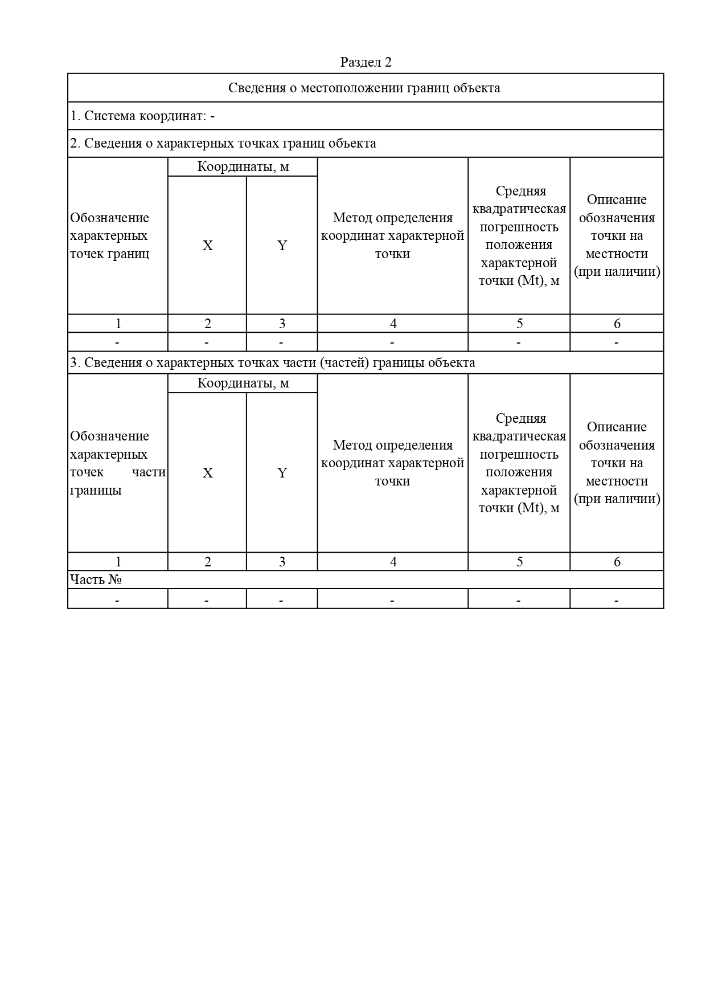 Раздел 2
Сведения о местоположении границ объекта
1. Система координат: -
2. Сведения о характерных точках границ объекта
Обозначение
характерных
точек границ
Координаты, м
X
Y
Метод определения
координат характерной
точки
Средняя
квадратическая
погрешность
положения
характерной
точки (Mt), м
Описание
обозначения
точки на
местности
(при наличии)
1 2 3 4 5 6
- - - - - -
3. Сведения о характерных точках части (частей) границы объекта
Обозначение
характерных
точек части
границы
Координаты, м
X
Y
Метод определения
координат характерной
точки
Средняя
квадратическая
погрешность
положения
характерной
точки (Mt), м
Описание
обозначения
точки на
местности
(при наличии)
1 2 3 4 5 6
Часть №
- - - - - -